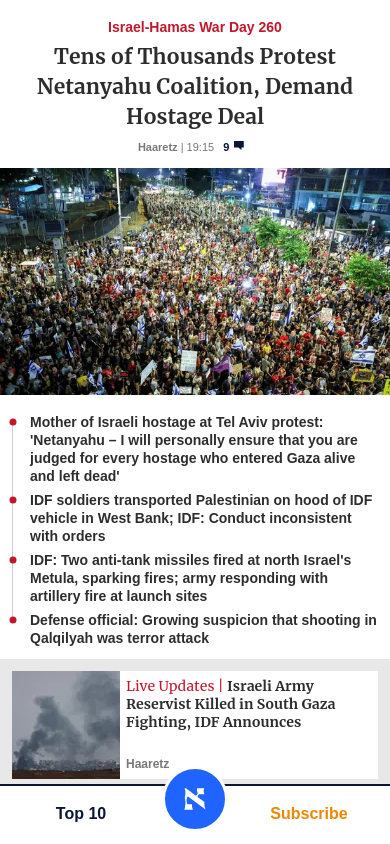 Israel-Hamas War Day 260
Tens of Thousands Protest
Netanyahu Coalition, Demand
Hostage Deal
Haaretz | 19:15 9
Mother of Israeli hostage at Tel Aviv protest:
'Netanyahu – I will personally ensure that you are
judged for every hostage who entered Gaza alive
and left dead'
IDF soldiers transported Palestinian on hood of IDF
vehicle in West Bank; IDF: Conduct inconsistent
with orders
IDF: Two anti-tank missiles fired at north Israel's
Metula, sparking fires; army responding with
artillery fire at launch sites
Defense official: Growing suspicion that shooting in
Qalqilyah was terror attack
Live Updates | Israeli Army
Reservist Killed in South Gaza
Fighting, IDF Announces
Haaretz
Top 10
Subscribe